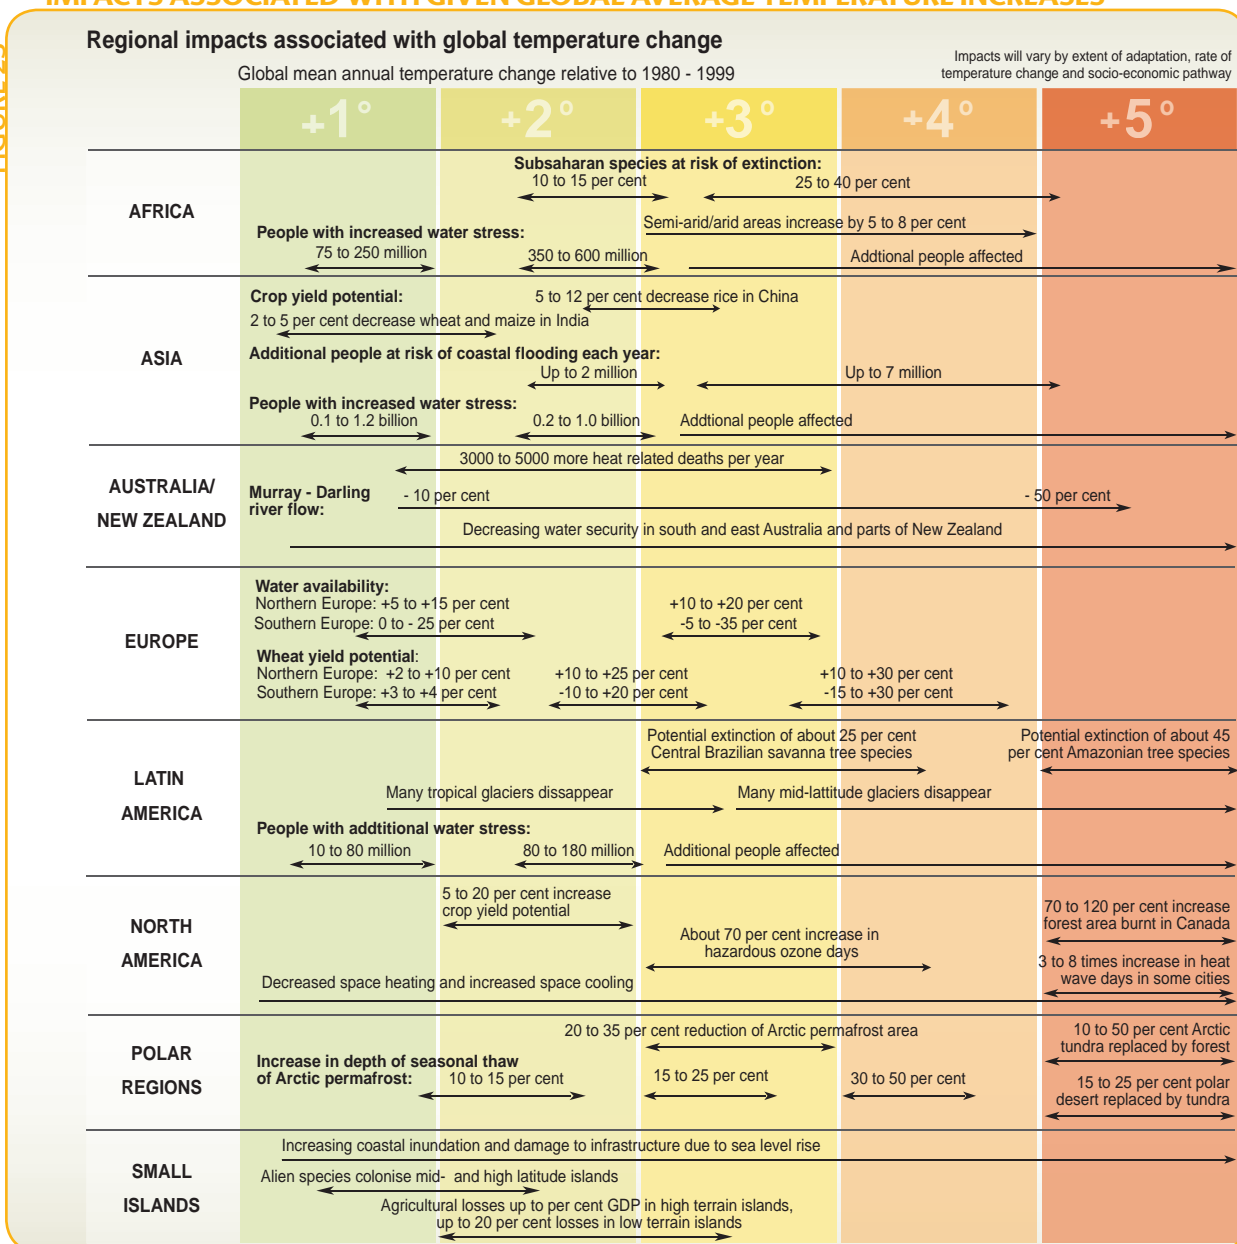 IMPACTS ASSOCIATED WITH GIVEN GLOBAL AVERAGE TEMPERATURE INCREASES
FIGURE 25
Regional impacts associated with global temperature change
Global mean annual temperature change relative to 1980 - 1999
Impacts will vary by extent of adaptation, rate of
temperature change and socio-economic pathway
+1° +2° +3° +4° +5°
AFRICA
Subsaharan species at risk of extinction:
10 to 15 per cent 25 to 40 per cent
Semi-arid/arid areas increase by 5 to 8 per cent
People with increased water stress:
75 to 250 million 350 to 600 million Addtional people affected
ASIA
Crop yield potential: 5 to 12 per cent decrease rice in China
2 to 5 per cent decrease wheat and maize in India
Additional people at risk of coastal flooding each year:
Up to 2 million Up to 7 million
People with increased water stress:
0.1 to 1.2 billion 0.2 to 1.0 billion Addtional people affected
AUSTRALIA/
NEW ZEALAND
3000 to 5000 more heat related deaths per year
Murray - Darling
river flow:
- 10 per cent - 50 per cent
Decreasing water security in south and east Australia and parts of New Zealand
EUROPE
Water availability:
Northern Europe: +5 to +15 per cent +10 to +20 per cent
Southern Europe: 0 to - 25 per cent -5 to -35 per cent
Wheat yield potential:
Northern Europe: +2 to +10 per cent +10 to +25 per cent +10 to +30 per cent
Southern Europe: +3 to +4 per cent -10 to +20 per cent -15 to +30 per cent
LATIN
AMERICA
Potential extinction of about 25 per cent
Central Brazilian savanna tree species
Potential extinction of about 45
per cent Amazonian tree species
Many tropical glaciers dissappear Many mid-lattitude glaciers disappear
People with addtitional water stress:
10 to 80 million 80 to 180 million Additional people affected
NORTH
AMERICA
5 to 20 per cent increase
crop yield potential
70 to 120 per cent increase
forest area burnt in Canada
About 70 per cent increase in
hazardous ozone days
3 to 8 times increase in heat
wave days in some cities
Decreased space heating and increased space cooling
POLAR
REGIONS
20 to 35 per cent reduction of Arctic permafrost area
10 to 50 per cent Arctic
tundra replaced by forest
Increase in depth of seasonal thaw
of Arctic permafrost:
10 to 15 per cent 15 to 25 per cent 30 to 50 per cent
15 to 25 per cent polar
desert replaced by tundra
SMALL
ISLANDS
Increasing coastal inundation and damage to infrastructure due to sea level rise
Alien species colonise mid- and high latitude islands
Agricultural losses up to per cent GDP in high terrain islands,
up to 20 per cent losses in low terrain islands